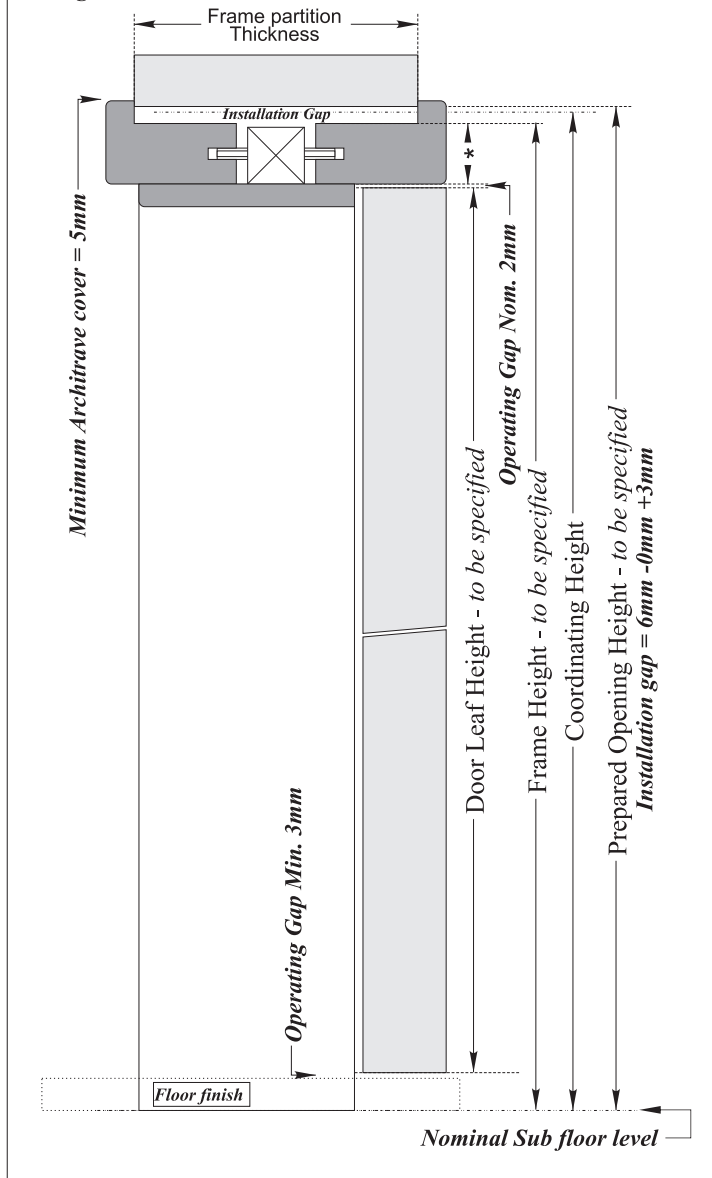 Frame partition
Thickness
Installation Gap
*
Minimum Architrave cover = 5mm
Operating Gap Nom. 2mm
Door Leaf Height - to be specified
Frame Height - to be specified
Coordinating Height
Prepared Opening Height - to be specified
Installation gap = 6mm -0mm +3mm
Operating Gap Min. 3mm
Floor finish
Nominal Sub floor level